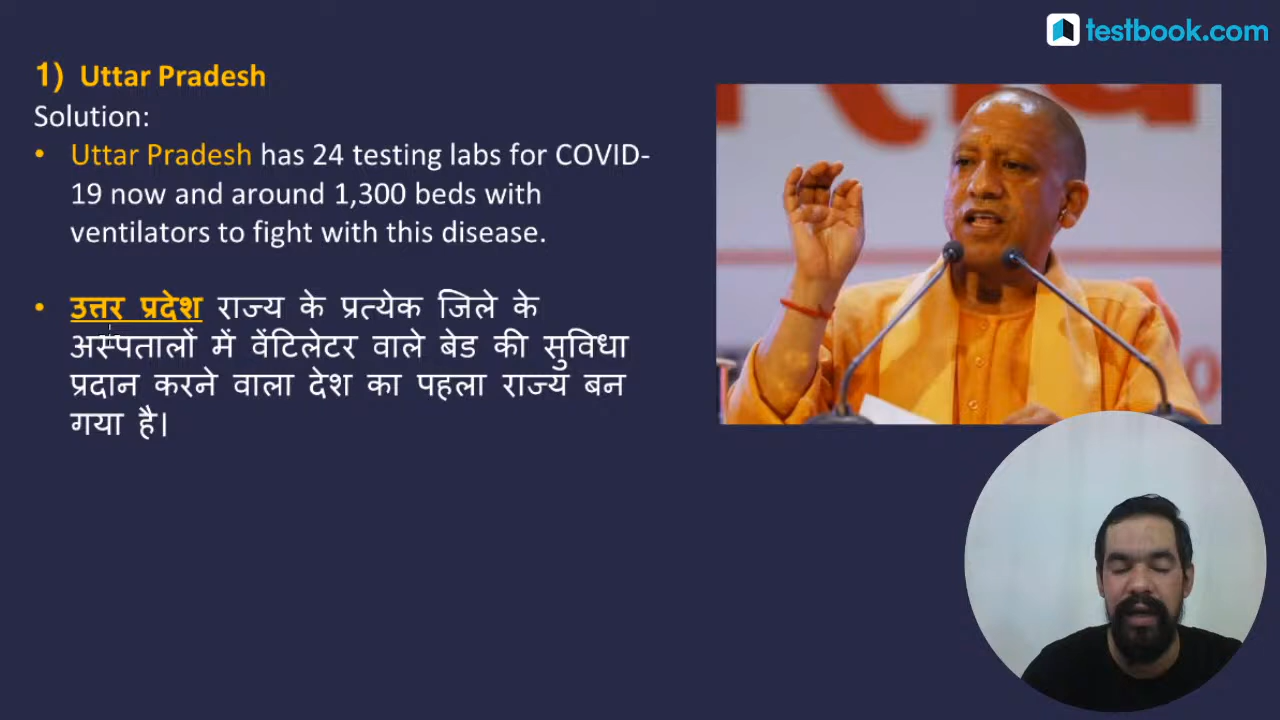 testbook.com
1) Uttar Pradesh
Solution:
• Uttar Pradesh has 24 testing labs for COVID-
19 now and around 1,300 beds with
ventilators to fight with this disease.
• उत्तर प्रदेश राज्य के प्रत्येक जिले के
अस्पतालों में वेंटिलेटर वाले बेड की सुविधा
प्रदान करने वाला देश का पहला राज्य बन
गया है।